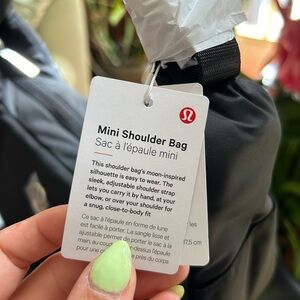 Mini Shoulder Bag
Sac à l'épaule mini
This shoulder bag's moon-inspired
silhouette is easy to wear. The
sleek, adjustable shoulder strap
lets you carry it by hand, at your
elbow, or over your shoulder for
a snug, close-to-body fit
Ce sac à l'épaule en forme de lune
est facile à porter. La sangle lisse et
ajustable permet de porter le sac à la
main, au coude
dessus l'épaule
pour une
près du corps
cm